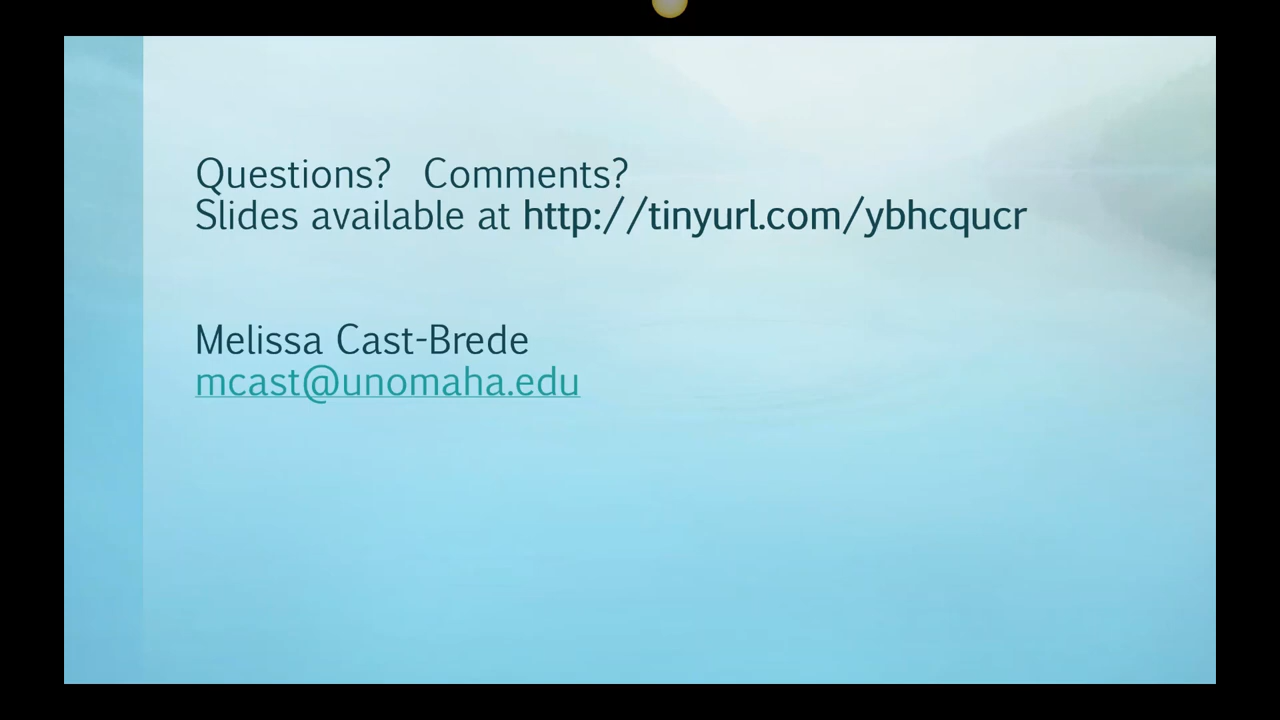 Questions?   Comments?
Slides available at http://tinyurl.com/ybhcqucr
Melissa Cast-Brede
mcast@unomaha.edu